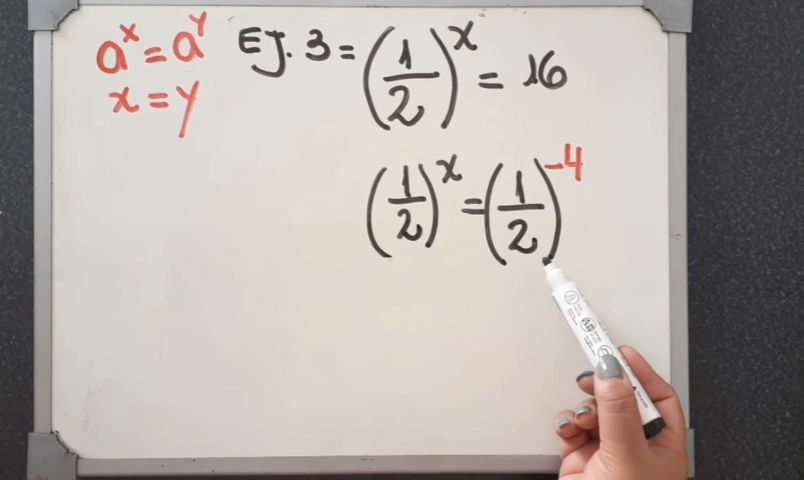 a^x = a^y
x = y
EJ. 3 = (1/2)^x = 16
(1/2)^x = (1/2)^-4